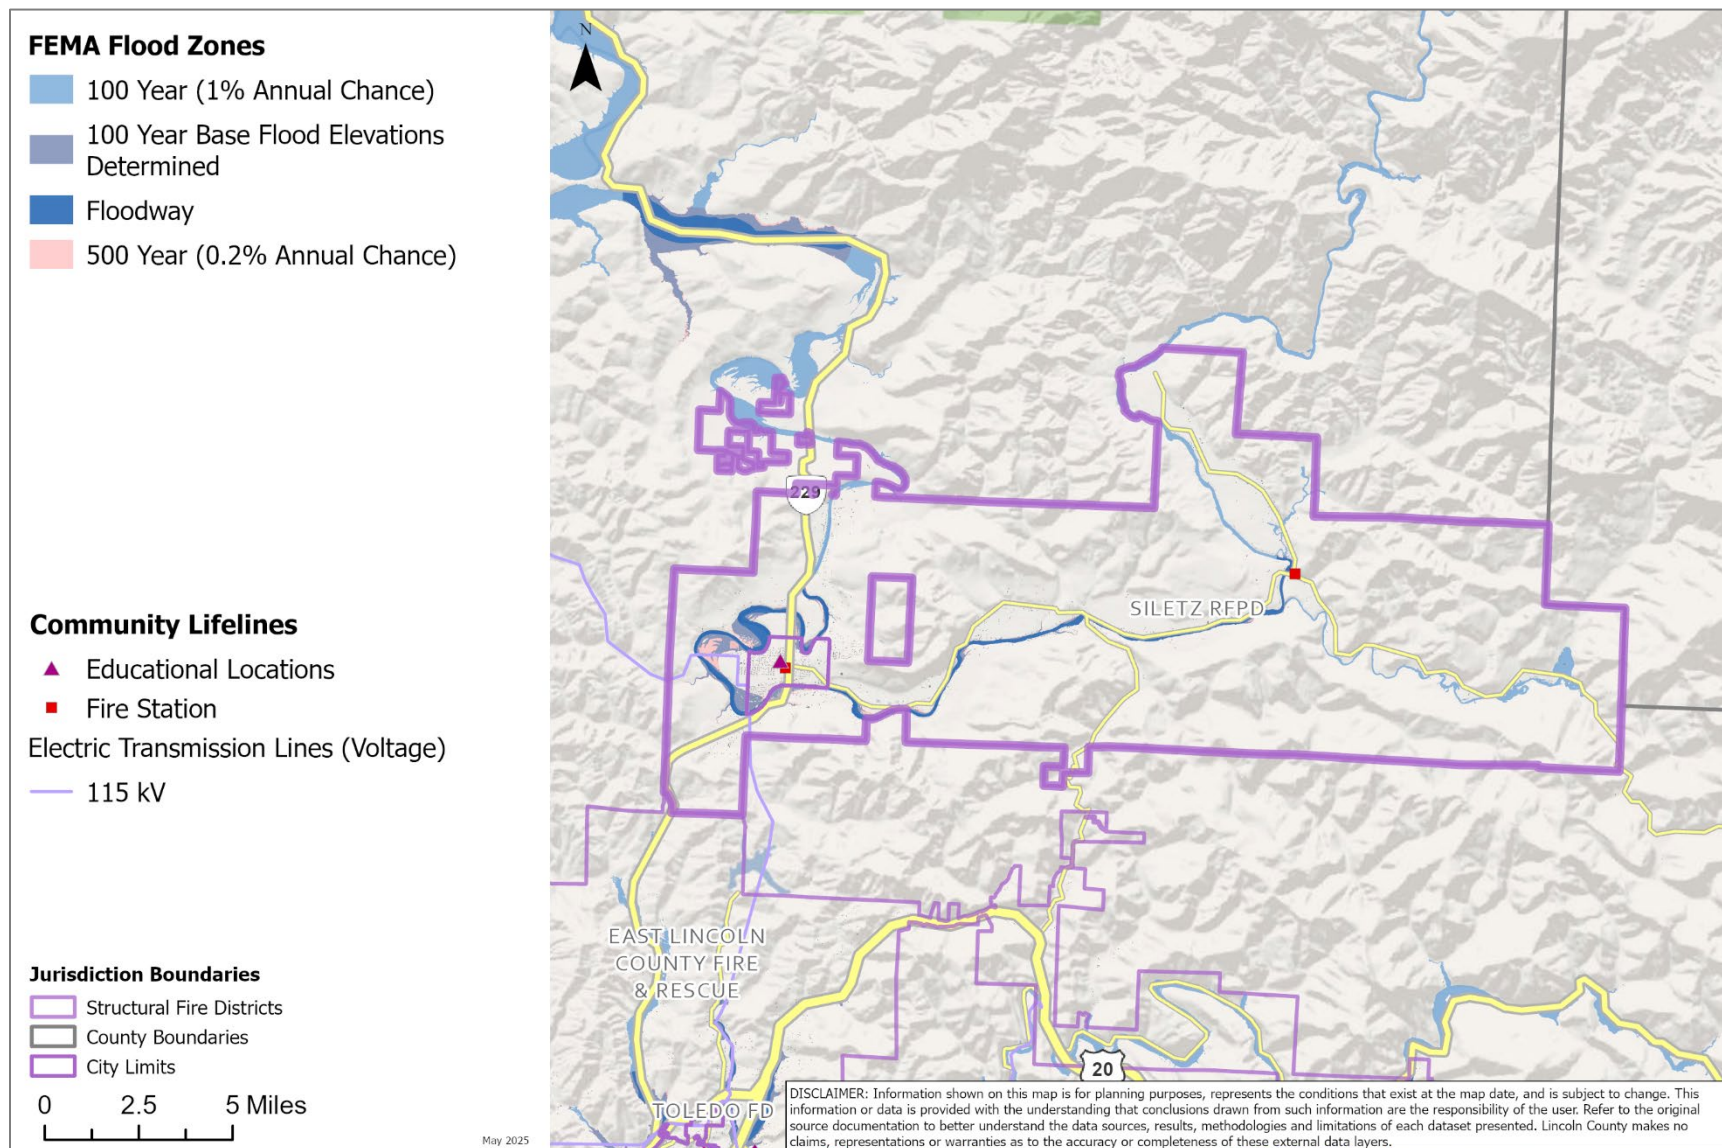 FEMA Flood Zones
100 Year (1% Annual Chance)
100 Year Base Flood Elevations
Determined
Floodway
500 Year (0.2% Annual Chance)
Community Lifelines
Educational Locations
Fire Station
Electric Transmission Lines (Voltage)
115 kV
Jurisdiction Boundaries
Structural Fire Districts
County Boundaries
City Limits
0 2.5 5 Miles
May 2025
N
229
SILETZ RFPD
EAST LINCOLN
COUNTY FIRE
& RESCUE
20
TOLEDO FD
DISCLAIMER: Information shown on this map is for planning purposes, represents the conditions that exist at the map date, and is subject to change. This
information or data is provided with the understanding that conclusions drawn from such information are the responsibility of the user. Refer to the original
source documentation to better understand the data sources, results, methodologies and limitations of each dataset presented. Lincoln County makes no
claims, representations or warranties as to the accuracy or completeness of these external data layers.